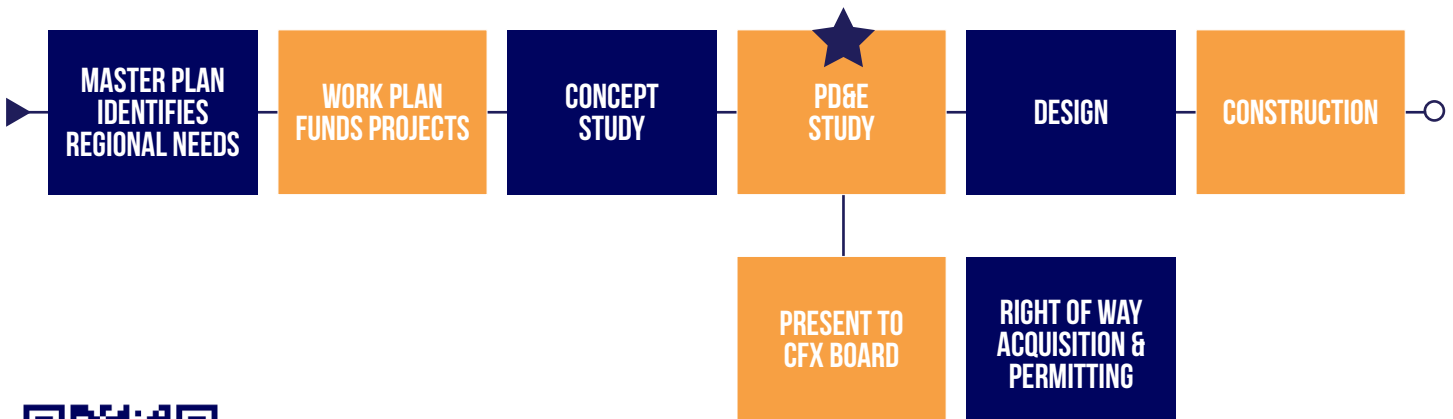 MASTER PLAN
IDENTIFIES
REGIONAL NEEDS
WORK PLAN
FUNDS PROJECTS
CONCEPT
STUDY
PD&E
STUDY
DESIGN
CONSTRUCTION
PRESENT TO
CFX BOARD
RIGHT OF WAY
ACQUISITION &
PERMITTING